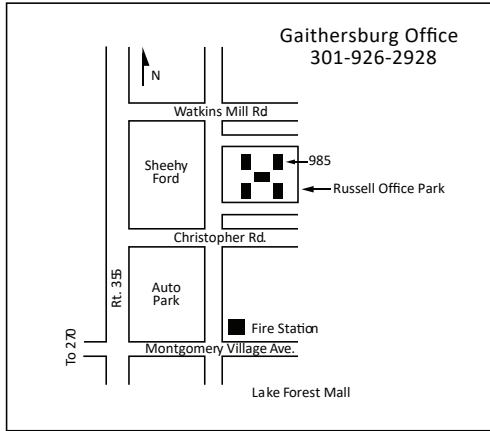 Gaithersburg Office
301-926-2928
N
Watkins Mill Rd
Sheehy
Ford
985
Russell Office Park
Christopher Rd.
Rt. 355
Auto
Park
Fire Station
To 270
Montgomery Village Ave.
Lake Forest Mall